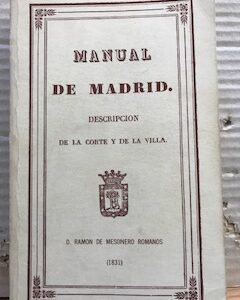 MANUAL
DE MADRID.
DESCRIPCION
DE LA CORTE Y DE LA VILLA.
D. RAMON DE MESONERO ROMANOS
(1831)